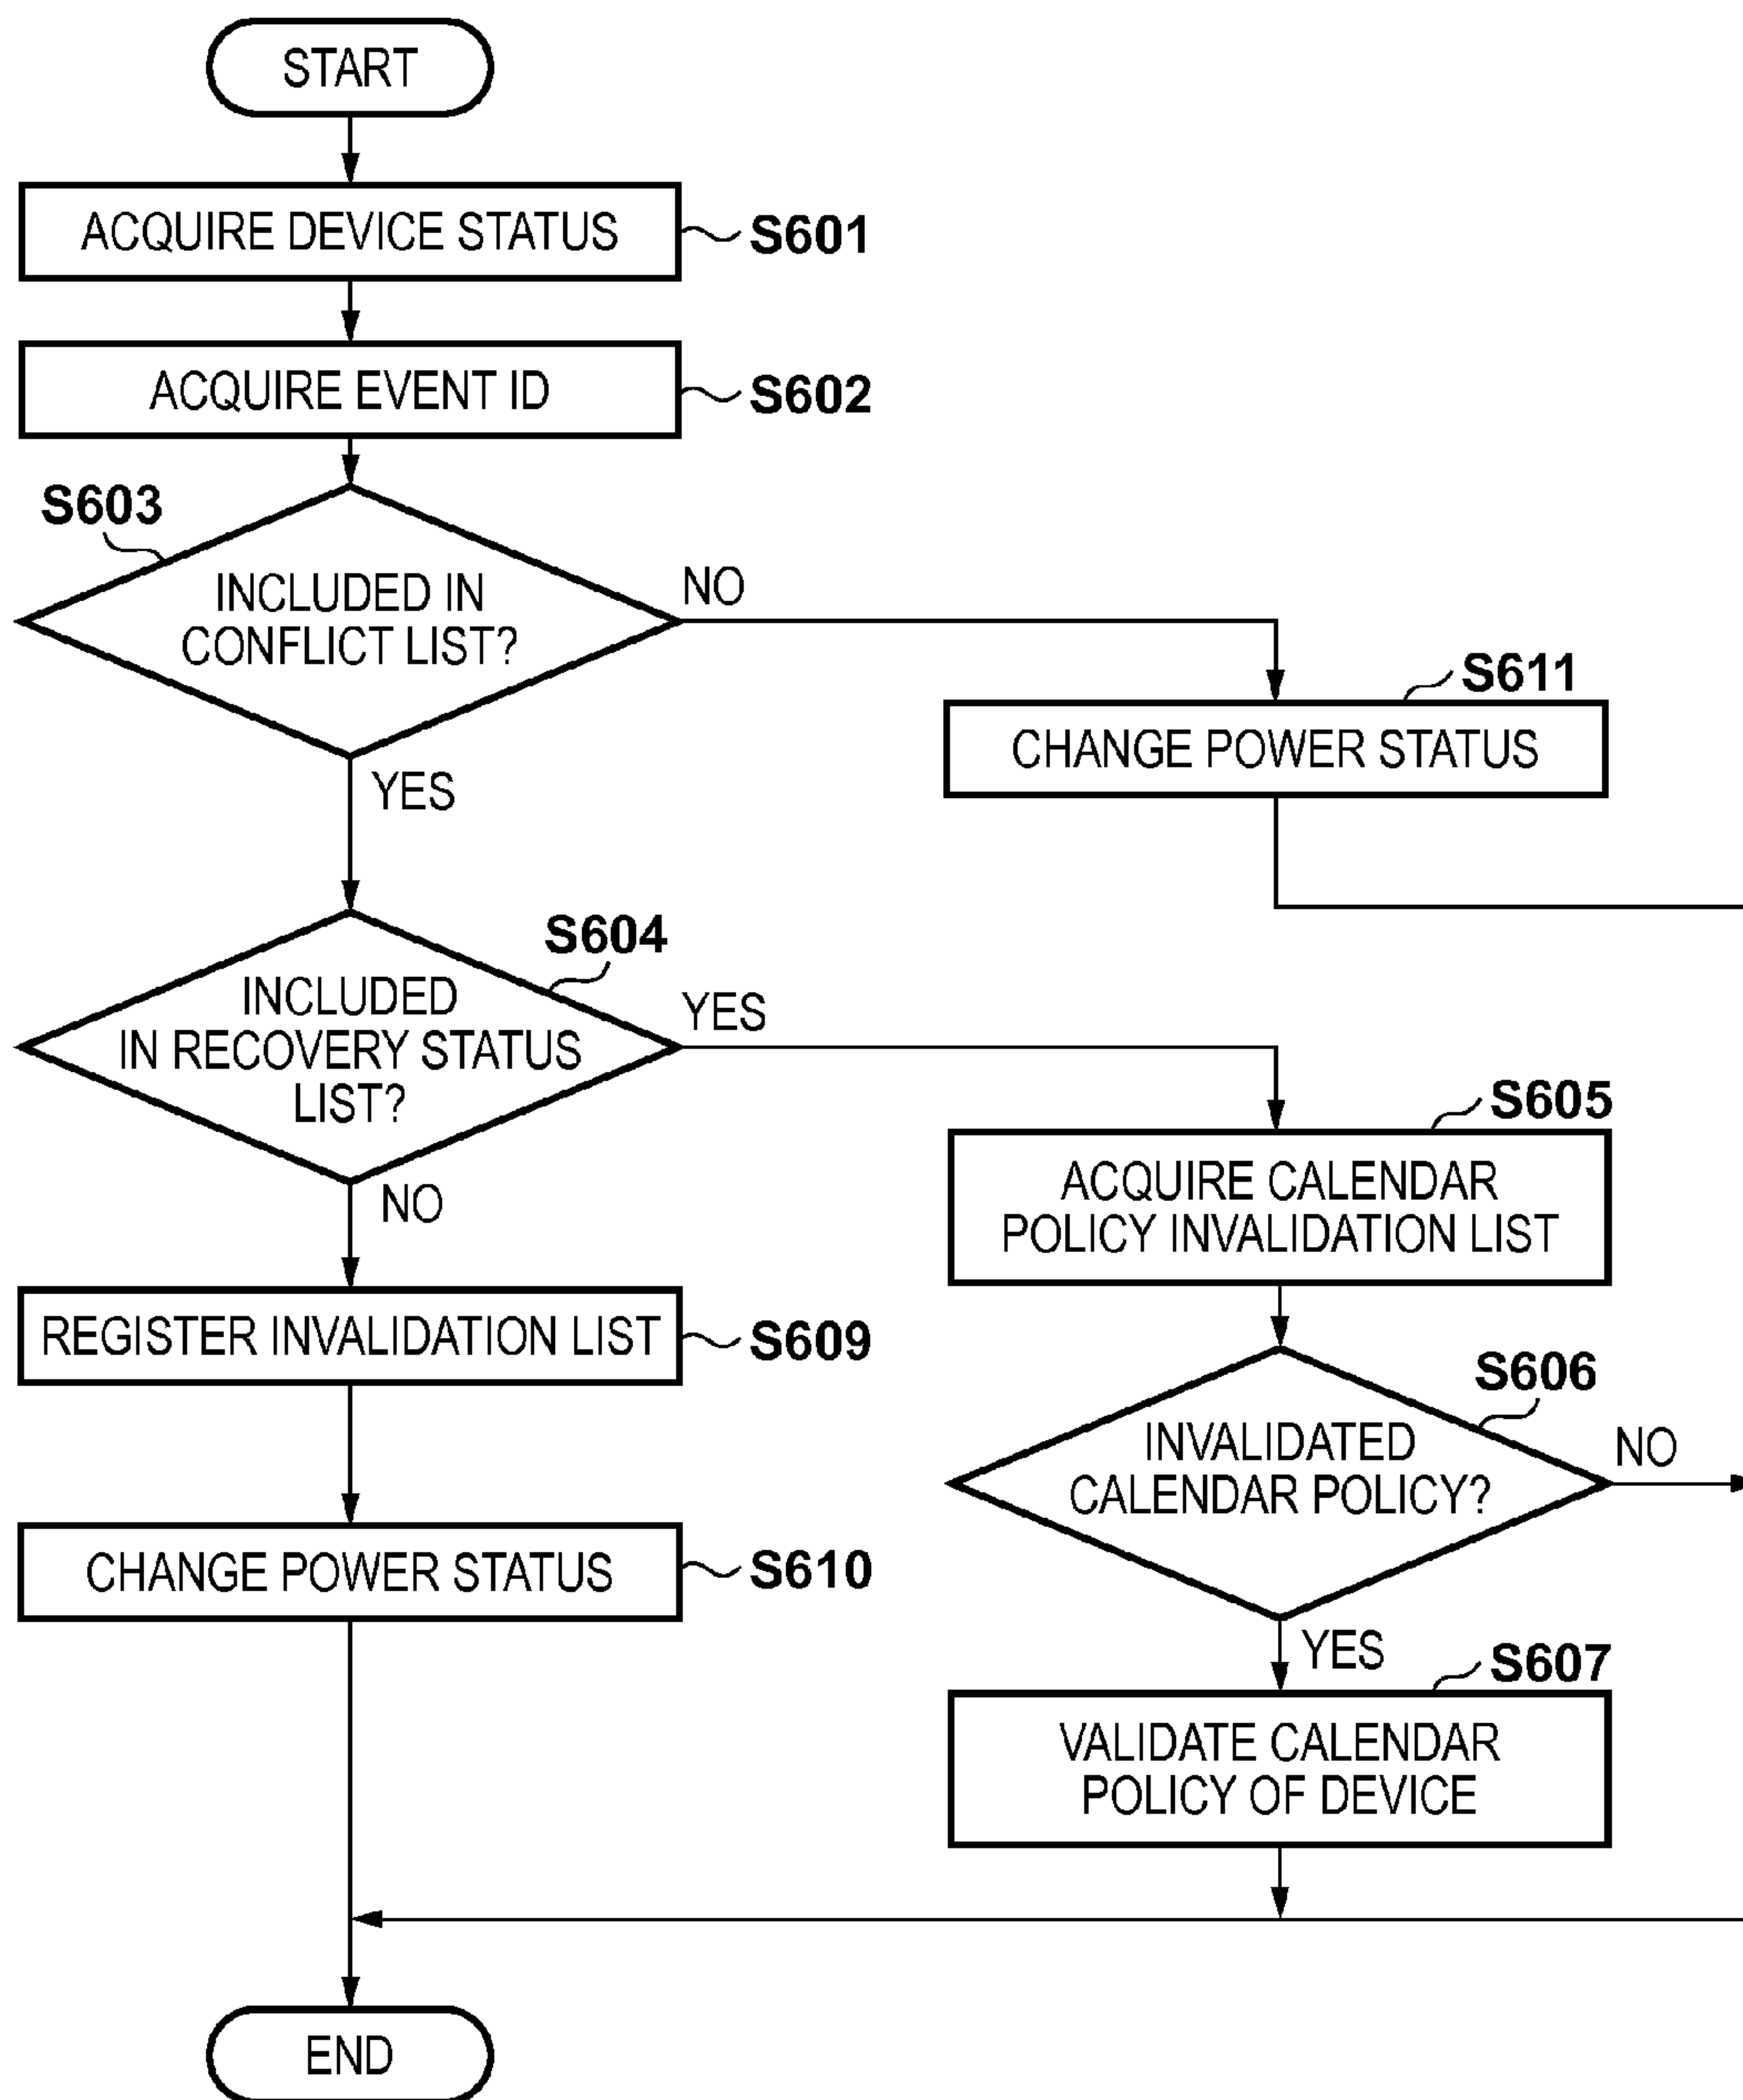 START
ACQUIRE DEVICE STATUS
S601
ACQUIRE EVENT ID
S602
S603
INCLUDED IN
CONFLICT LIST?
NO
YES
S611
CHANGE POWER STATUS
S604
INCLUDED
IN RECOVERY STATUS
LIST?
YES
NO
S605
ACQUIRE CALENDAR
POLICY INVALIDATION LIST
REGISTER INVALIDATION LIST
S609
S606
INVALIDATED
CALENDAR POLICY?
NO
YES
CHANGE POWER STATUS
S610
S607
VALIDATE CALENDAR
POLICY OF DEVICE
END